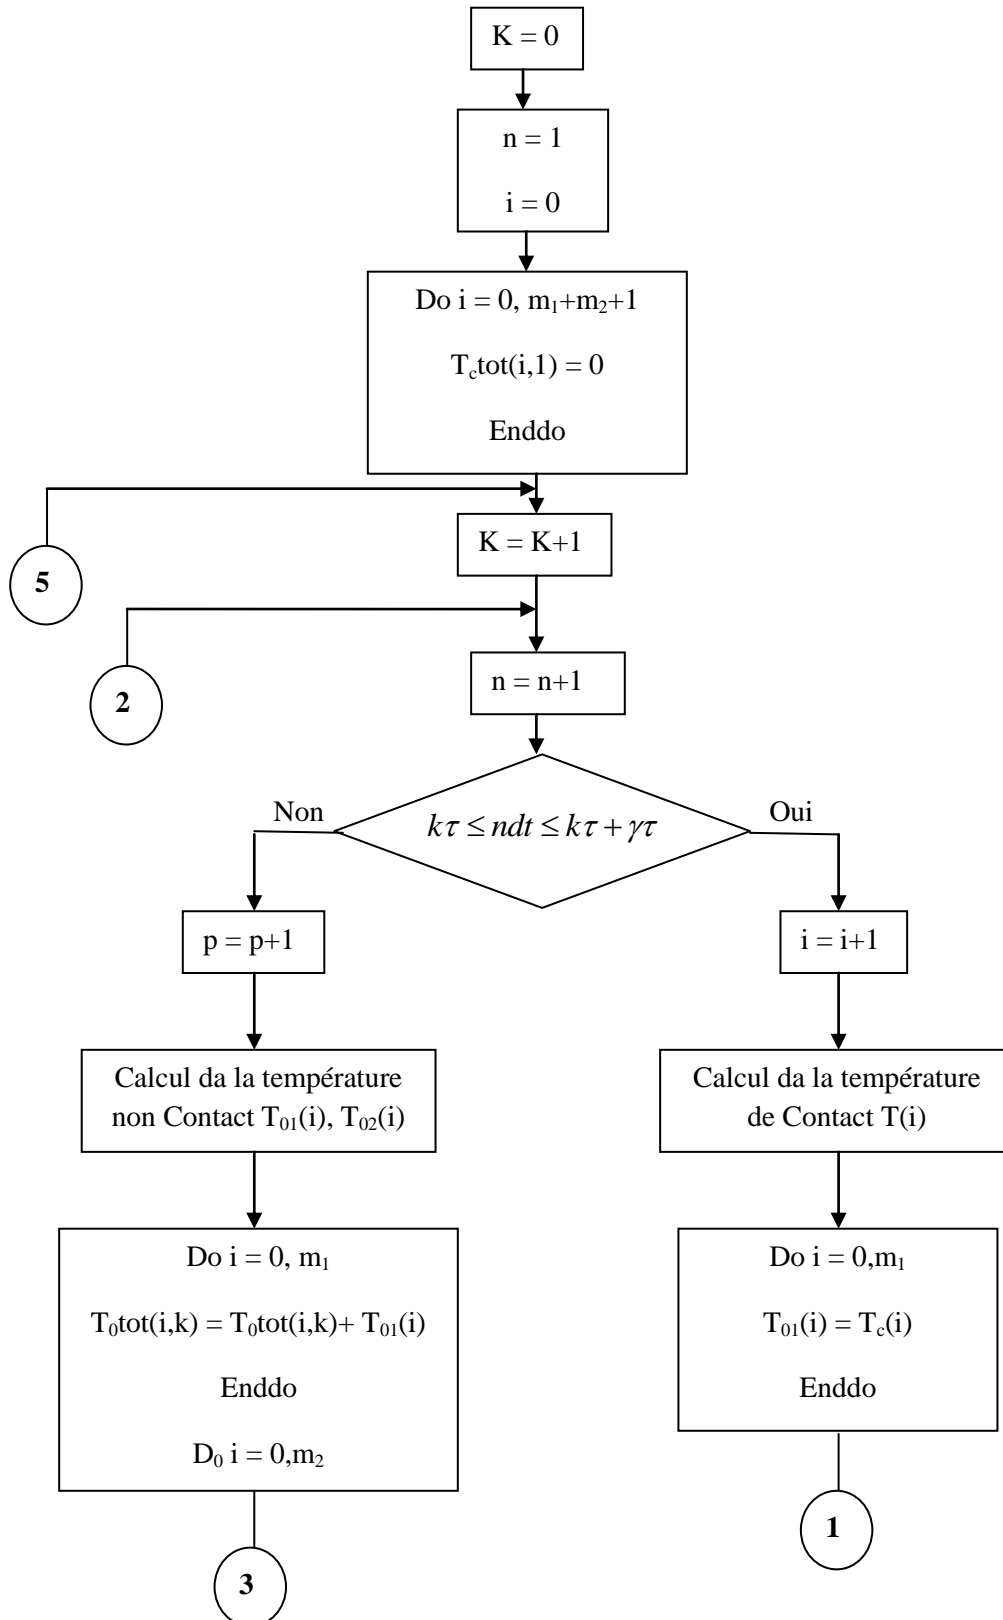 K = 0
n = 1
i = 0
Do i = 0, m₁+m₂+1
T_ctot(i,1) = 0
Enddo
5
K = K+1
2
n = n+1
Non
kτ ≤ ndt ≤ kτ + γτ
Oui
p = p+1
i = i+1
Calcul da la température
non Contact T₀₁(i), T₀₂(i)
Calcul da la température
de Contact T(i)
Do i = 0, m₁
T₀tot(i,k) = T₀tot(i,k)+ T₀₁(i)
Enddo
D₀ i = 0,m₂
Do i = 0,m₁
T₀₁(i) = T_c(i)
Enddo
1
3